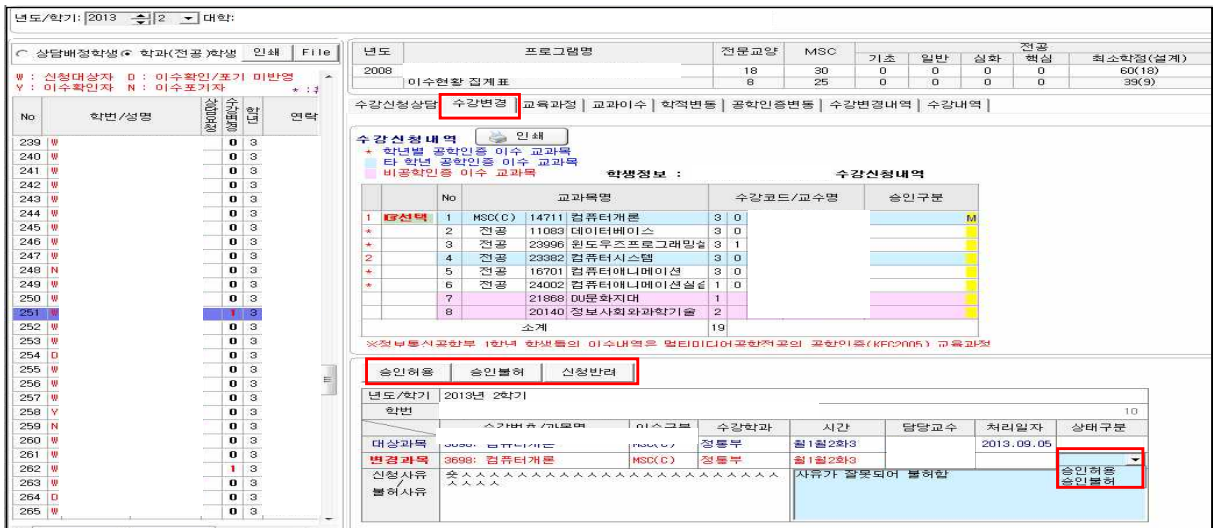 년도/학기: 2013 2 대학:
상담배정학생 학과(전공)학생 인쇄 File
W : 신청대상자 D : 이수확인/포기 미반영
Y : 이수확인자 N : 이수포기자
No 학번/성명 수강변경 학년 연락
239 W 0 3
240 W 0 3
241 W 0 3
242 W 0 3
243 W 0 3
244 W 0 3
245 W 0 3
246 W 0 3
247 W 0 3
248 N 0 3
249 W 0 3
250 W 0 3
251 W 1 3
252 W 0 3
253 W 0 3
254 D 0 3
255 W 0 3
256 W 0 3
257 W 0 3
258 Y 0 3
259 N 0 3
260 W 0 3
261 W 0 3
262 W 1 3
263 W 0 3
264 D 0 3
265 W 0 3
년도 프로그램명 전문교양 MSC 전공
기초 일반 심화 핵심 최소학점(설계)
2008 18 30 0 0 0 0 60(18)
이수현황 집계표 8 25 0 0 0 0 39(9)
수강신청상담 수강변경 교육과정 교과이수 학적변동 공학인증변동 수강변경내역 수강내역
수강신청내역 인쇄
* 학년별 공학인증 이수 교과목
타 학년 공학인증 이수 교과목
비공학인증 이수 교과목 학생정보 : 수강신청내역
No 교과목명 수강코드/교수명 승인구분
1 선택 1 MSC(C) 14711 컴퓨터개론 3 0 M
* 2 전공 11083 데이터베이스 3 0
* 3 전공 23996 윈도우즈프로그래밍 3 1
2 4 전공 23382 컴퓨터시스템 3 0
* 5 전공 16701 컴퓨터애니메이션 3 0
* 6 전공 24002 컴퓨터애니메이션실 1 0
7 21868 DU문화지대 1
8 20140 정보사회와과학기술 2
소계 19
※정보통신공학부 1학년 학생들의 이수내역은 멀티미디어공학전공의 공학인증(KEC2005) 교육과정
승인허용 승인불허 신청반려
년도/학기 2013년 2학기
학번 10
수강번호/과목명 이수구분 수강학과 시간 담당교수 처리일자 상태구분
대상과목 3698: 컴퓨터개론 MSC(C) 정통부 월1월2화3 2013.09.05
변경과목 3698: 컴퓨터개론 MSC(C) 정통부 월1월2화3
신청사유 / 불허사유 사유가 잘못되어 불허함
승인허용
승인불허